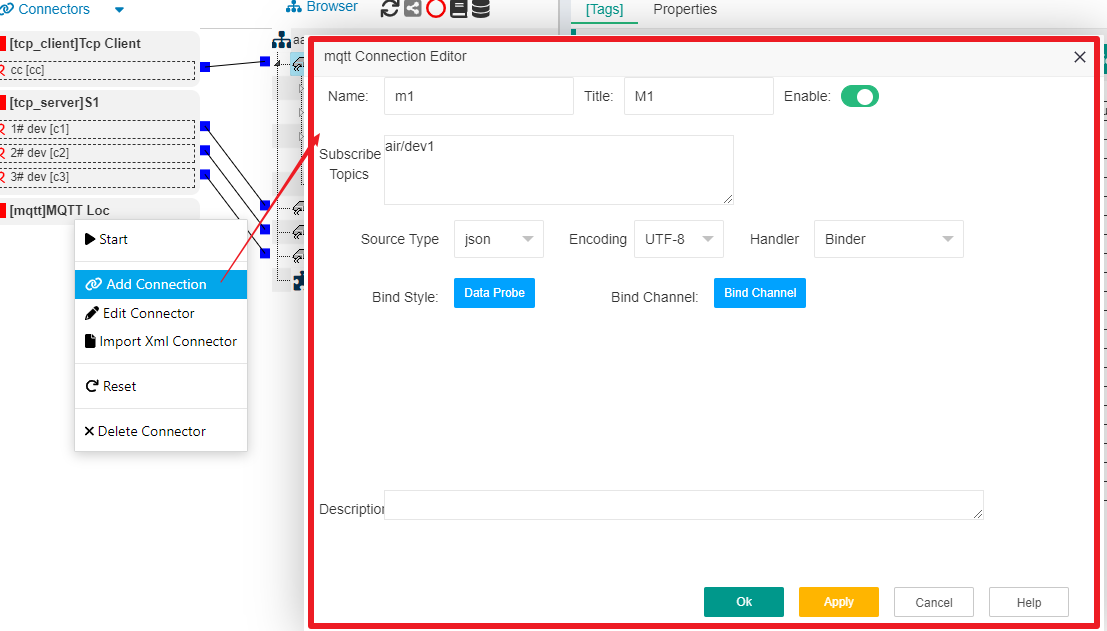 Connectors
Browser
[Tags]
Properties
[tcp_client]Tcp Client
cc [cc]
[tcp_server]S1
1# dev [c1]
2# dev [c2]
3# dev [c3]
[mqtt]MQTT Loc
Start
Add Connection
Edit Connector
Import Xml Connector
Reset
Delete Connector
mqtt Connection Editor
Name: m1 Title: M1 Enable:
Subscribe Topics
air/dev1
Source Type json Encoding UTF-8 Handler Binder
Bind Style: Data Probe Bind Channel: Bind Channel
Description
Ok Apply Cancel Help